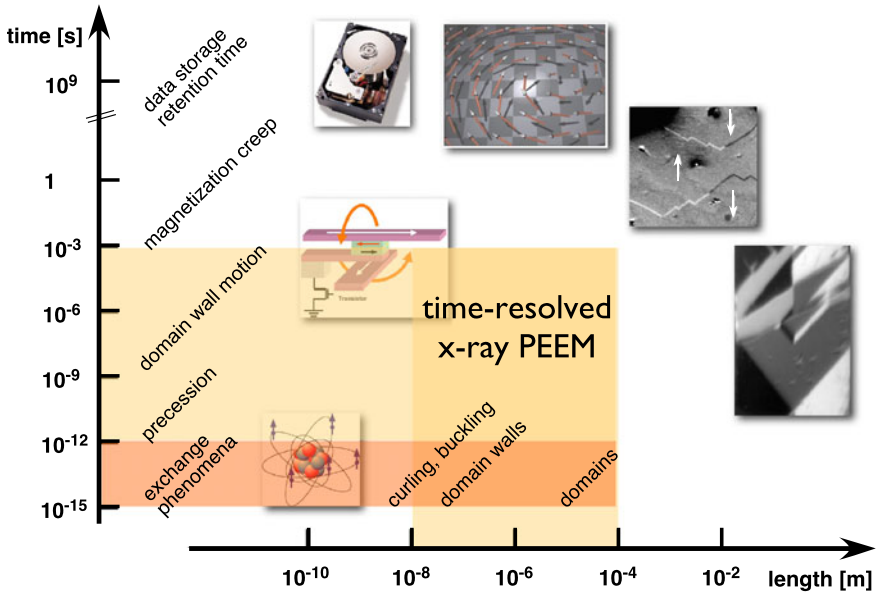 time [s]
10⁹
1
10⁻³
10⁻⁶
10⁻⁹
10⁻¹²
10⁻¹⁵
data storage
retention time
magnetization creep
domain wall motion
precession
exchange
phenomena
Transistor
time-resolved
x-ray PEEM
curling, buckling
domain walls
domains
10⁻¹⁰
10⁻⁸
10⁻⁶
10⁻⁴
10⁻²
length [m]